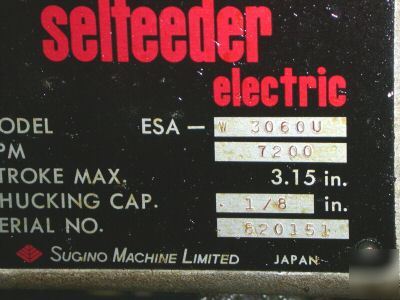 selfeeder
electric
ODEL ESA – W 3060U
PM 7200
TROKE MAX. 3.15 in.
HUCKING CAP. 1/8 in.
ERIAL NO. 820151
SUGINO MACHINE LIMITED JAPAN